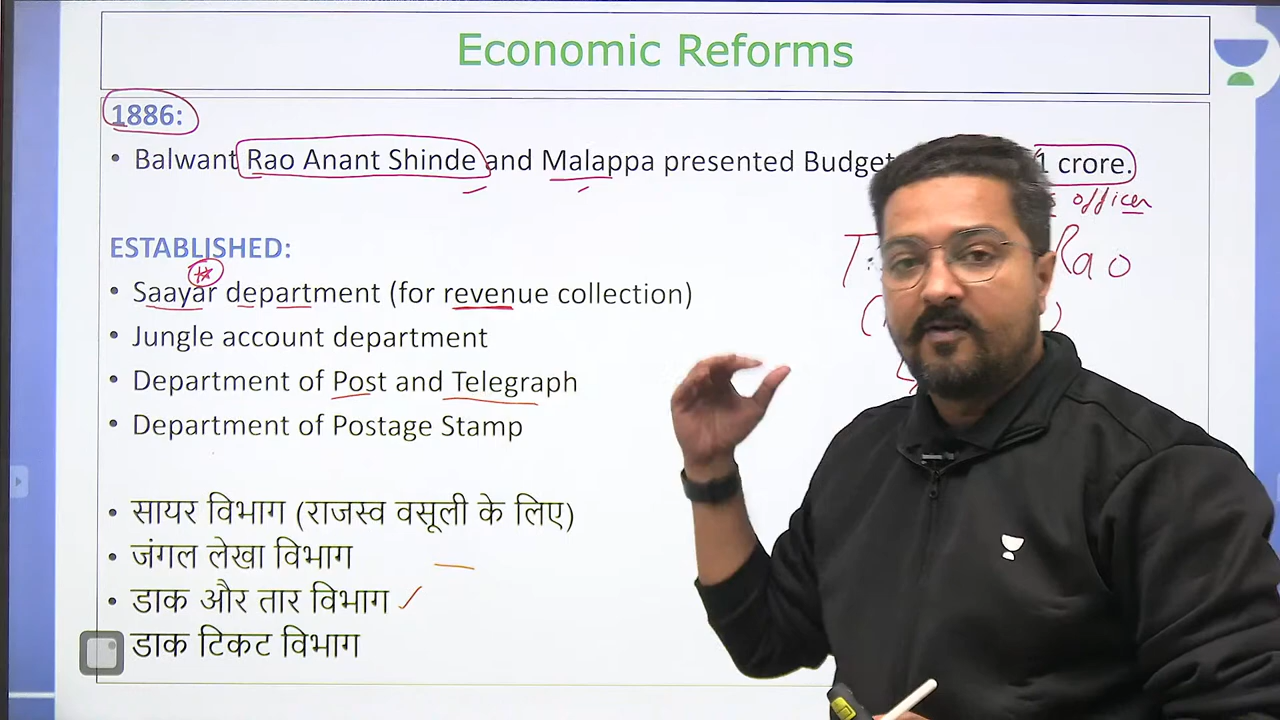 Economic Reforms
1886:
• Balwant Rao Anant Shinde and Malappa presented Budget 1 crore.
officer
T. Rao
ESTABLISHED:
• Saayar department (for revenue collection)
• Jungle account department
• Department of Post and Telegraph
• Department of Postage Stamp
• सायर विभाग (राजस्व वसूली के लिए)
• जंगल लेखा विभाग
• डाक और तार विभाग
• डाक टिकट विभाग